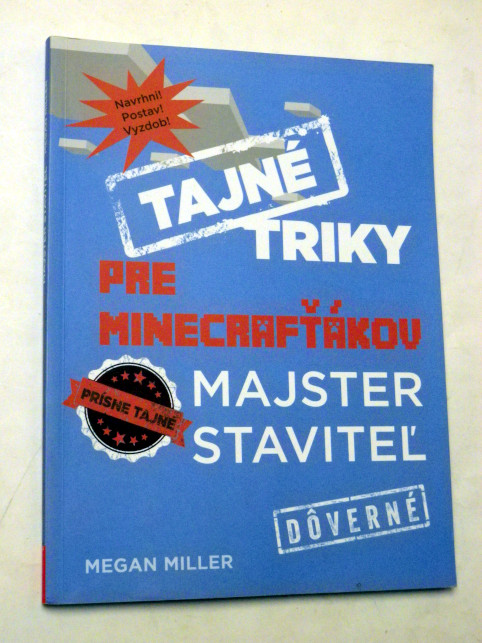 Navrhni!
Postav!
Vyzdob!
TAJNÉ
TRIKY
PRE
MINECRAFŤÁKOV
PRÍSNE TAJNÉ
MAJSTER
STAVITEĽ
DÔVERNÉ
MEGAN MILLER